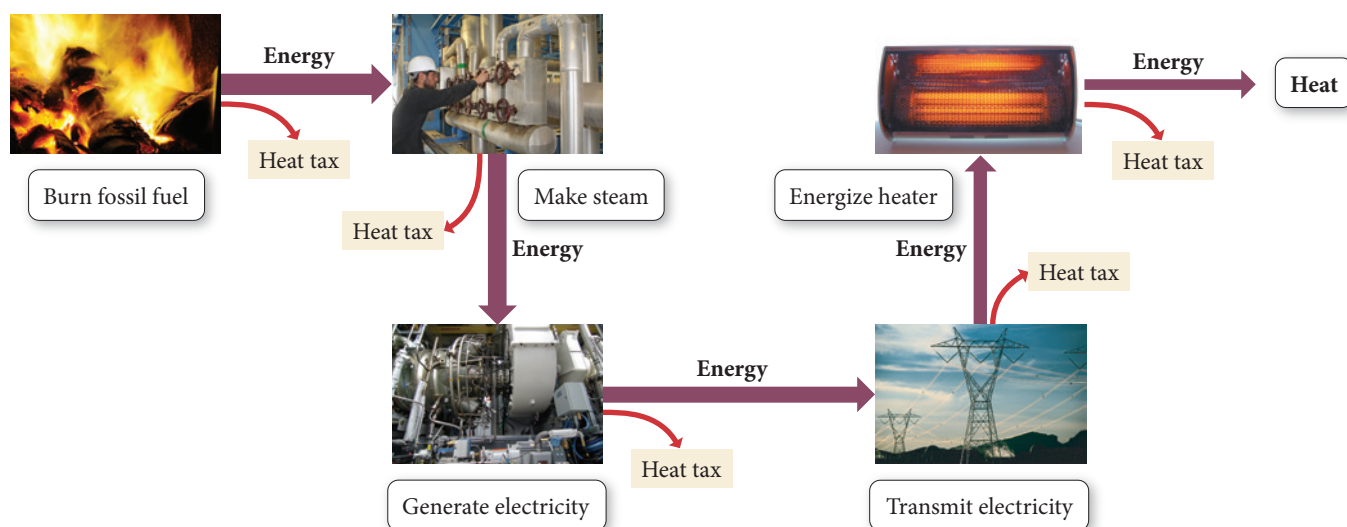 Energy
Heat tax
Burn fossil fuel
Make steam
Heat tax
Energy
Generate electricity
Energy
Heat tax
Transmit electricity
Energy
Heat tax
Energize heater
Energy
Heat tax
Heat